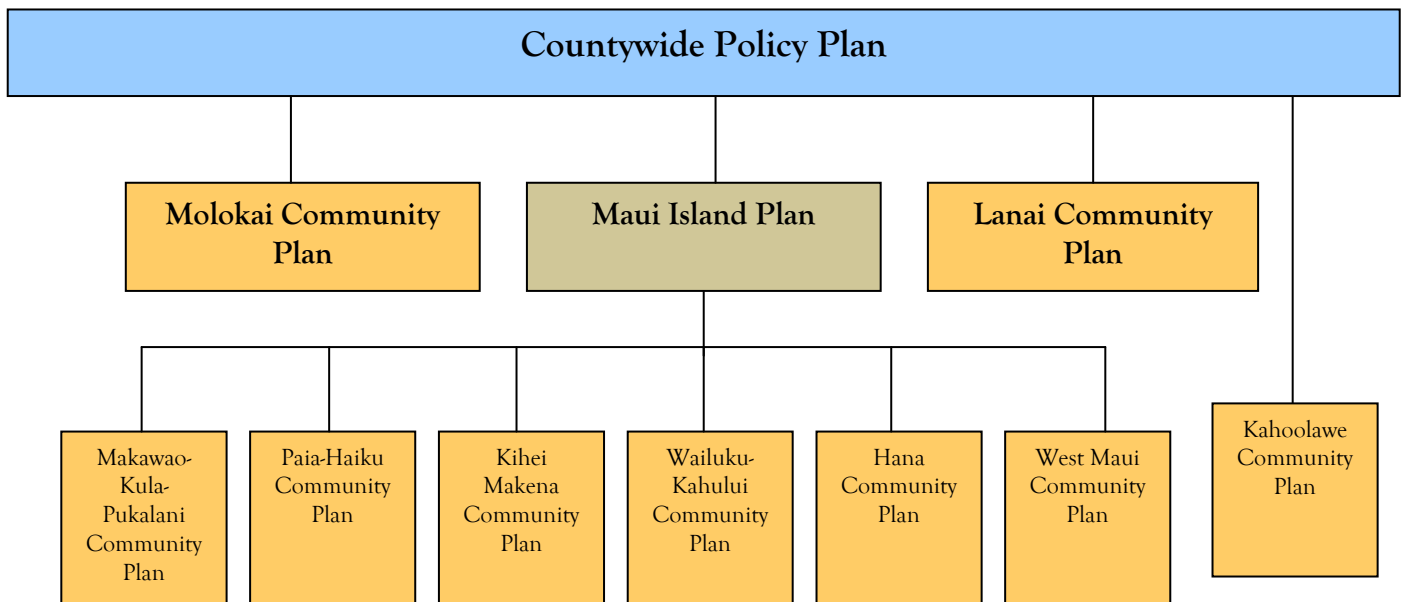 Countywide Policy Plan
Molokai Community
Plan
Maui Island Plan
Lanai Community
Plan
Makawao-
Kula-
Pukalani
Community
Plan
Paia-Haiku
Community
Plan
Kihei
Makena
Community
Plan
Wailuku-
Kahului
Community
Plan
Hana
Community
Plan
West Maui
Community
Plan
Kahoolawe
Community
Plan